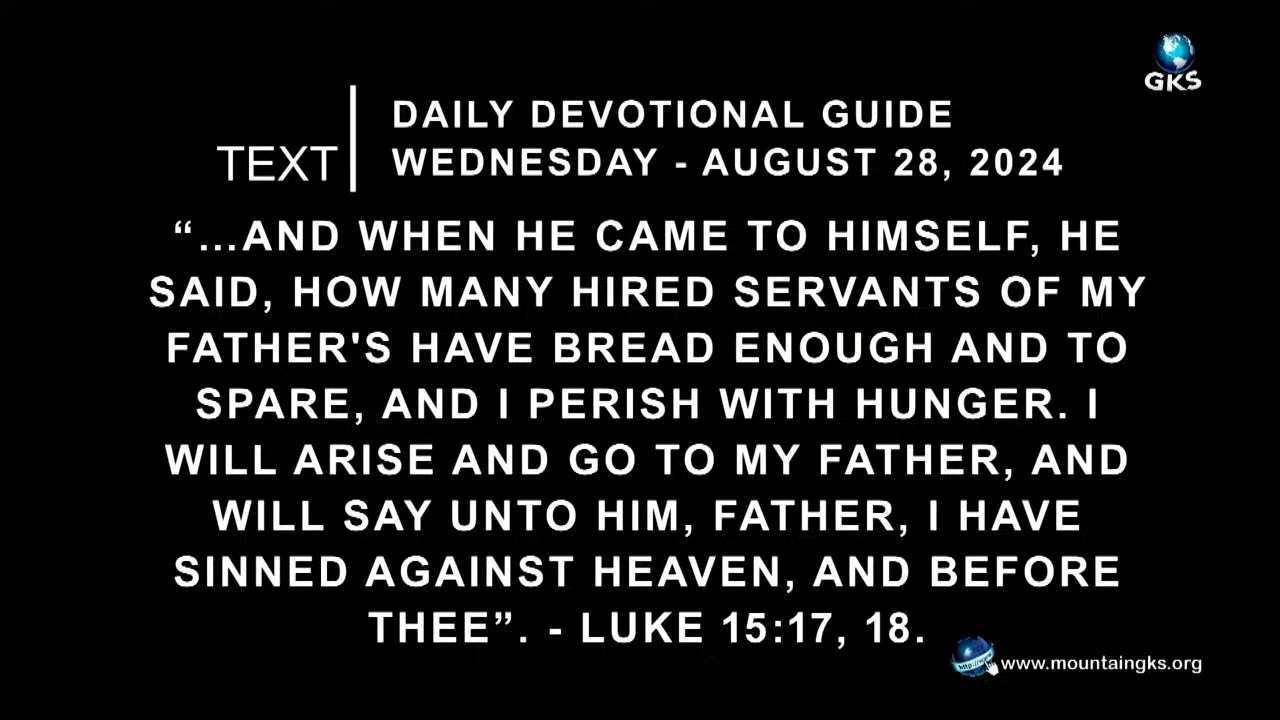 GKS
DAILY DEVOTIONAL GUIDE
TEXT
WEDNESDAY - AUGUST 28, 2024
“...AND WHEN HE CAME TO HIMSELF, HE
SAID, HOW MANY HIRED SERVANTS OF MY
FATHER'S HAVE BREAD ENOUGH AND TO
SPARE, AND I PERISH WITH HUNGER. I
WILL ARISE AND GO TO MY FATHER, AND
WILL SAY UNTO HIM, FATHER, I HAVE
SINNED AGAINST HEAVEN, AND BEFORE
THEE”. - LUKE 15:17, 18.
www.mountaingks.org